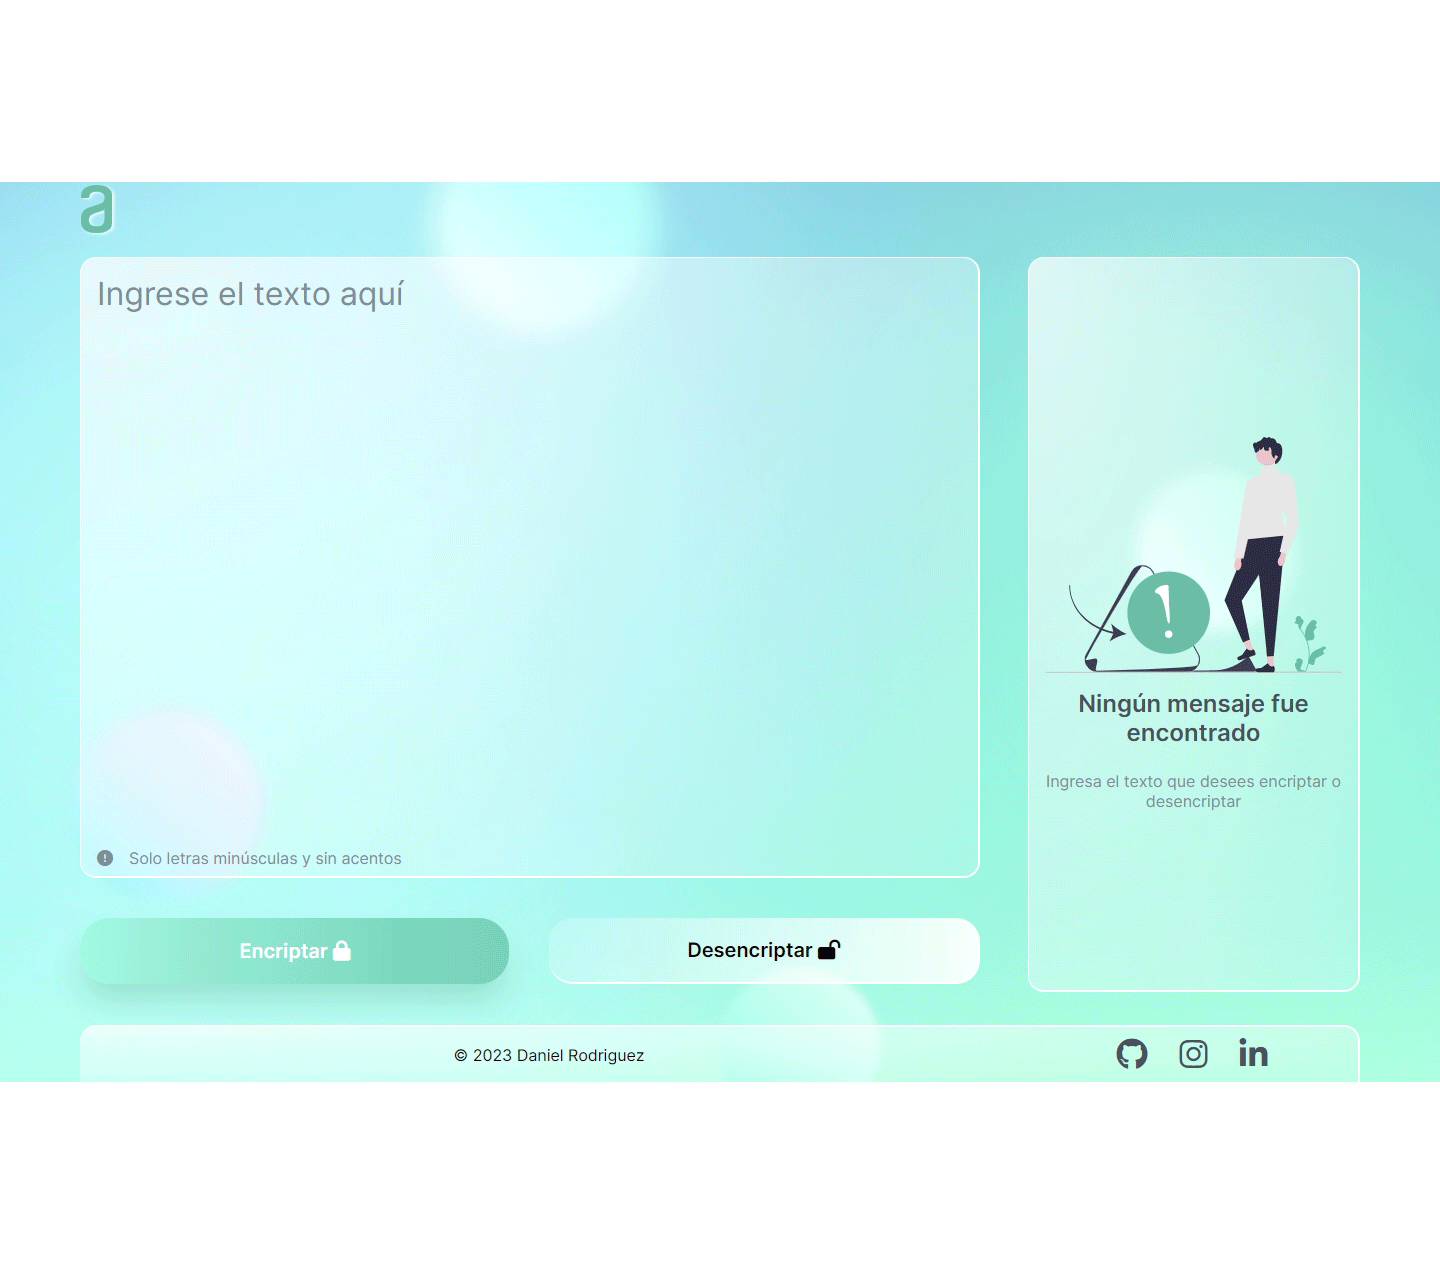 a
Ingrese el texto aquí
Solo letras minúsculas y sin acentos
Encriptar
Desencriptar
Ningún mensaje fue
encontrado
Ingresa el texto que desees encriptar o
desencriptar
© 2023 Daniel Rodriguez
in